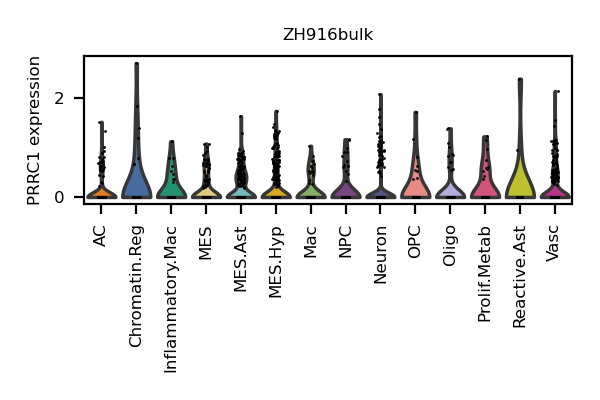 ZH916bulk
PRRC1 expression
2
0
AC
Chromatin.Reg
Inflammatory.Mac
MES
MES.Ast
MES.Hyp
Mac
NPC
Neuron
OPC
Oligo
Prolif.Metab
Reactive.Ast
Vasc